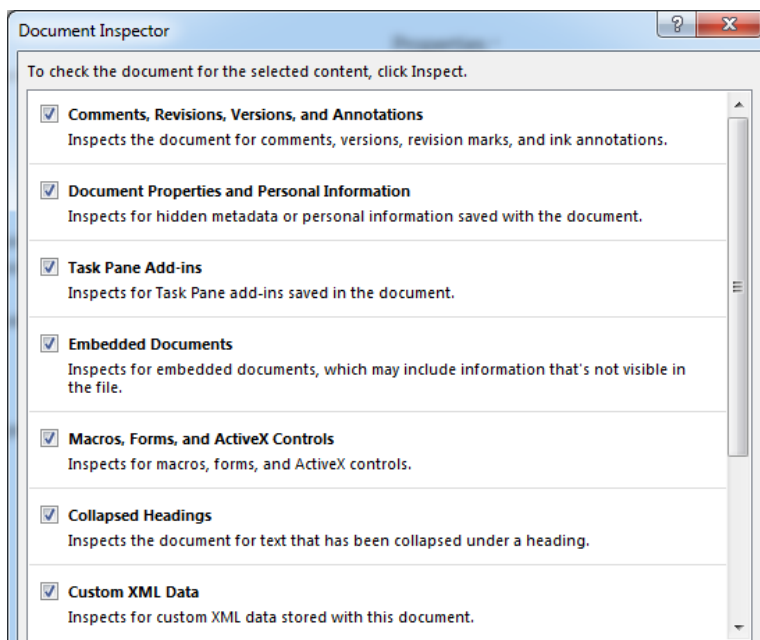 Document Inspector
To check the document for the selected content, click Inspect.
Comments, Revisions, Versions, and Annotations
Inspects the document for comments, versions, revision marks, and ink annotations.
Document Properties and Personal Information
Inspects for hidden metadata or personal information saved with the document.
Task Pane Add-ins
Inspects for Task Pane add-ins saved in the document.
Embedded Documents
Inspects for embedded documents, which may include information that's not visible in
the file.
Macros, Forms, and ActiveX Controls
Inspects for macros, forms, and ActiveX controls.
Collapsed Headings
Inspects the document for text that has been collapsed under a heading.
Custom XML Data
Inspects for custom XML data stored with this document.